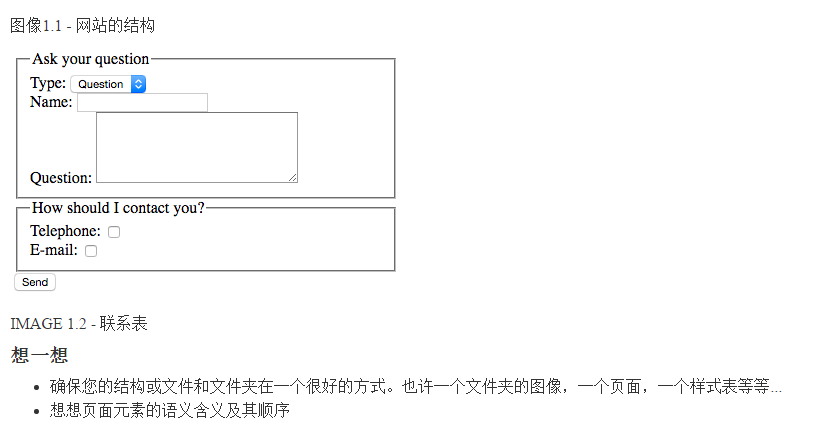 图像1.1 - 网站的结构
Ask your question
Type: Question
Name:
Question:
How should I contact you?
Telephone:
E-mail:
Send
IMAGE 1.2 - 联系表
想一想
• 确保您的结构或文件和文件夹在一个很好的方式。也许一个文件夹的图像，一个页面，一个样式表等等...
• 想想页面元素的语义含义及其顺序